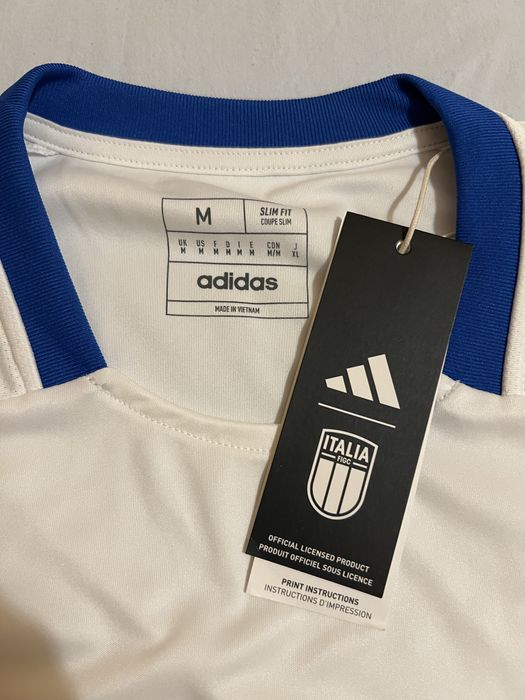 M
SLIM FIT
COUPE SLIM
UK US F D I E CON J
M M M M M M M/M XL
adidas
MADE IN VIETNAM
ITALIA
FIGC
OFFICIAL LICENSED PRODUCT
PRODUIT OFFICIEL SOUS LICENCE
PRINT INSTRUCTIONS
INSTRUCTIONS D'IMPRESSION